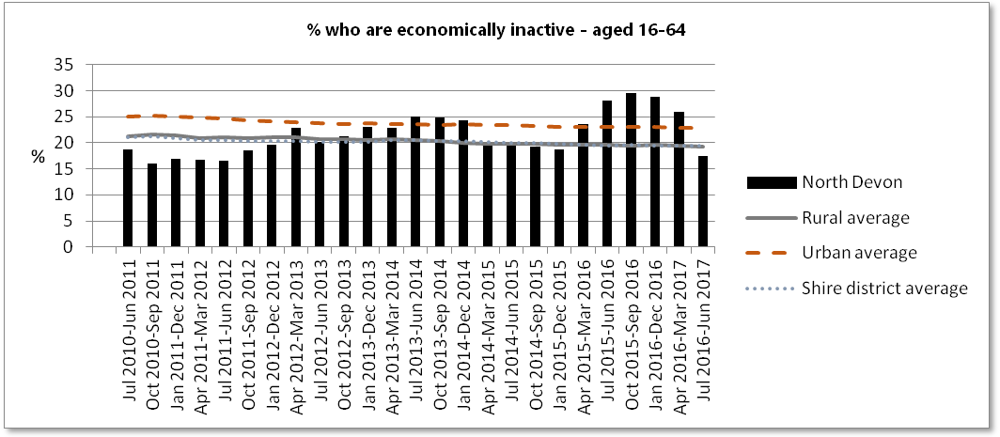 % who are economically inactive - aged 16-64
35
30
25
20
15
10
5
0
%
Jul 2010-Jun 2011
Oct 2010-Sep 2011
Jan 2011-Dec 2011
Apr 2011-Mar 2012
Jul 2011-Jun 2012
Oct 2011-Sep 2012
Jan 2012-Dec 2012
Apr 2012-Mar 2013
Jul 2012-Jun 2013
Oct 2012-Sep 2013
Jan 2013-Dec 2013
Apr 2013-Mar 2014
Jul 2013-Jun 2014
Oct 2013-Sep 2014
Jan 2014-Dec 2014
Apr 2014-Mar 2015
Jul 2014-Jun 2015
Oct 2014-Sep 2015
Jan 2015-Dec 2015
Apr 2015-Mar 2016
Jul 2015-Jun 2016
Oct 2015-Sep 2016
Jan 2016-Dec 2016
Apr 2016-Mar 2017
Jul 2016-Jun 2017
North Devon
Rural average
Urban average
Shire district average